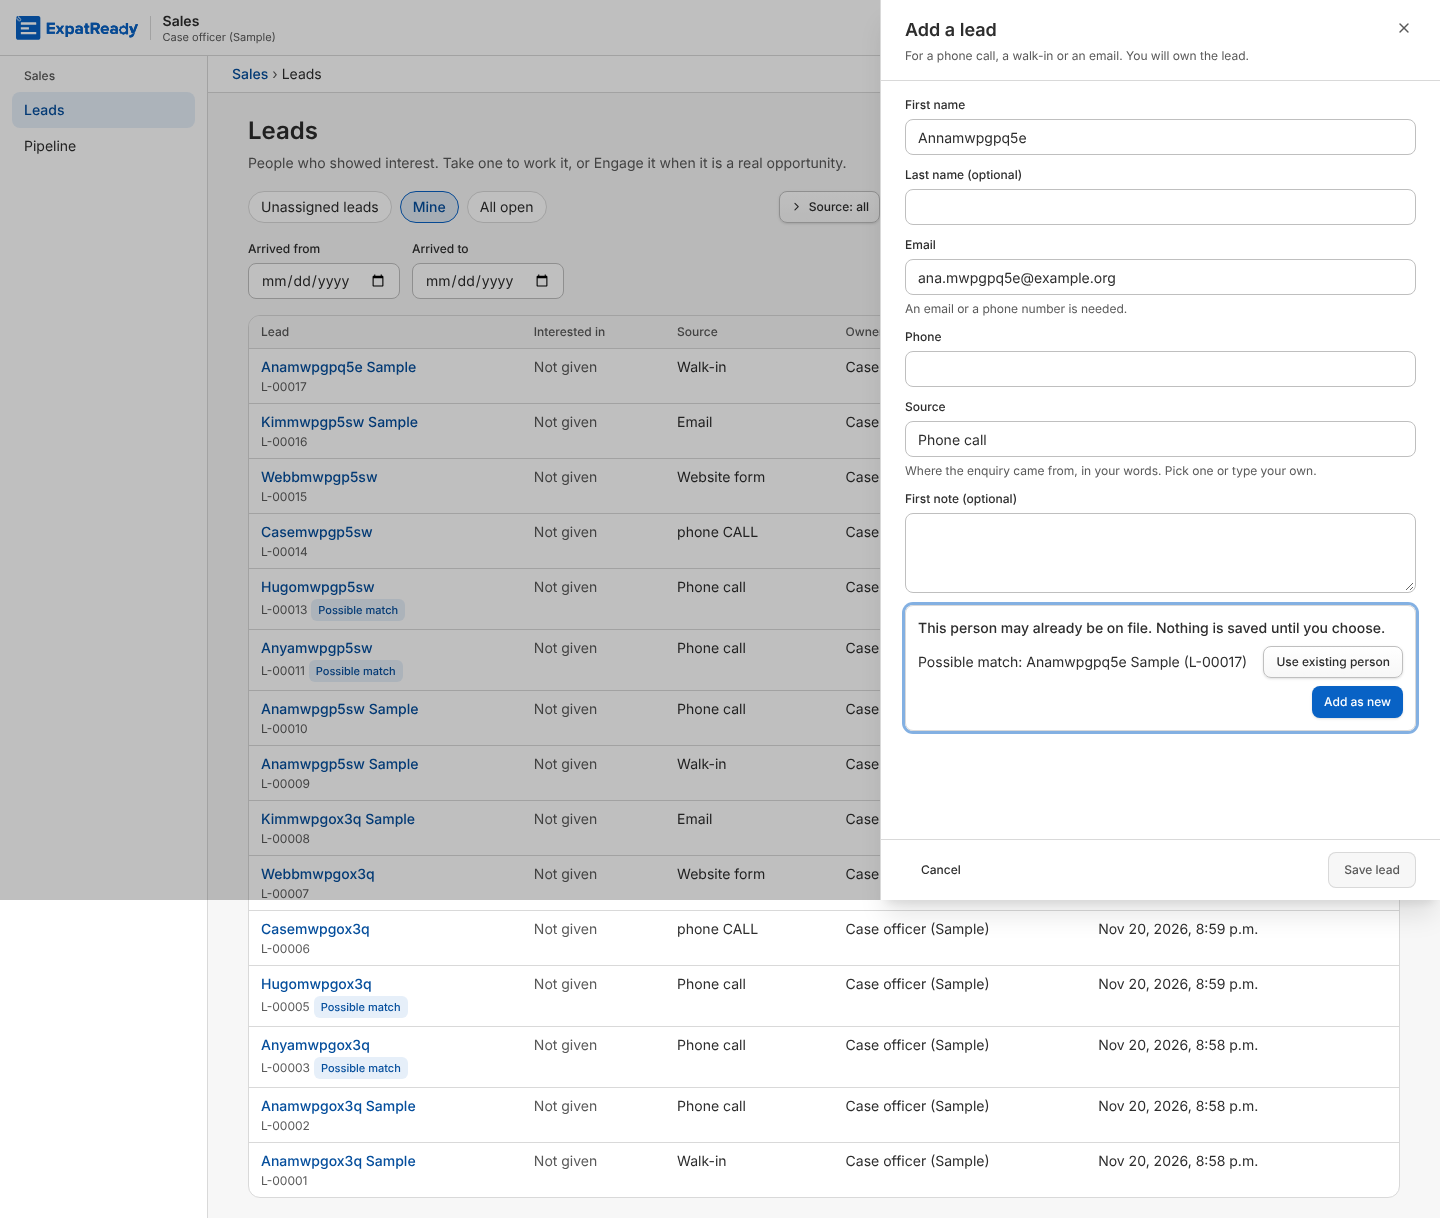 ExpatReady
Sales
Case officer (Sample)
Sales
Leads
Pipeline
Sales › Leads
Leads
People who showed interest. Take one to work it, or Engage it when it is a real opportunity.
Unassigned leads
Mine
All open
Source: all
Arrived from
Arrived to
mm/dd/yyyy
mm/dd/yyyy
Lead Interested in Source Owne
Anamwpgpq5e Sample Not given Walk-in Case
L-00017
Kimmwpgp5sw Sample Not given Email Case
L-00016
Webbmwpgp5sw Not given Website form Case
L-00015
Casemwpgp5sw Not given phone CALL Case
L-00014
Hugomwpgp5sw Not given Phone call Case
L-00013 Possible match
Anyamwpgp5sw Not given Phone call Case
L-00011 Possible match
Anamwpgp5sw Sample Not given Phone call Case
L-00010
Anamwpgp5sw Sample Not given Walk-in Case
L-00009
Kimmwpgox3q Sample Not given Email Case
L-00008
Webbmwpgox3q Not given Website form Case
L-00007
Casemwpgox3q Not given phone CALL Case officer (Sample) Nov 20, 2026, 8:59 p.m.
L-00006
Hugomwpgox3q Not given Phone call Case officer (Sample) Nov 20, 2026, 8:59 p.m.
L-00005 Possible match
Anyamwpgox3q Not given Phone call Case officer (Sample) Nov 20, 2026, 8:58 p.m.
L-00003 Possible match
Anamwpgox3q Sample Not given Phone call Case officer (Sample) Nov 20, 2026, 8:58 p.m.
L-00002
Anamwpgox3q Sample Not given Walk-in Case officer (Sample) Nov 20, 2026, 8:58 p.m.
L-00001
Add a lead
For a phone call, a walk-in or an email. You will own the lead.
First name
Annamwpgpq5e
Last name (optional)
Email
ana.mwpgpq5e@example.org
An email or a phone number is needed.
Phone
Source
Phone call
Where the enquiry came from, in your words. Pick one or type your own.
First note (optional)
This person may already be on file. Nothing is saved until you choose.
Possible match: Anamwpgpq5e Sample (L-00017)
Use existing person
Add as new
Cancel
Save lead